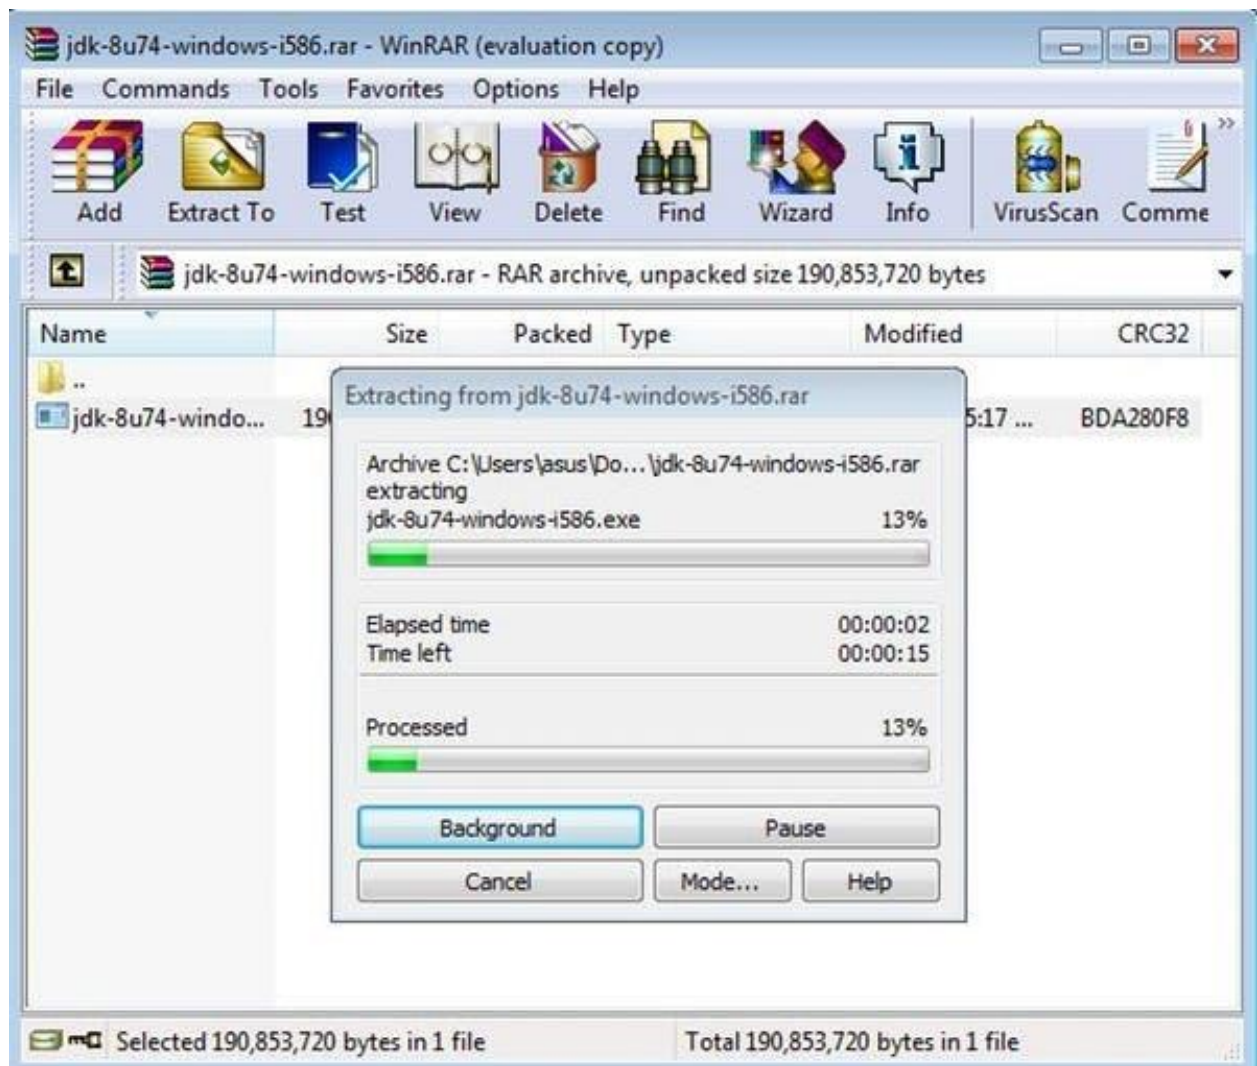 jdk-8u74-windows-i586.rar - WinRAR (evaluation copy)
File Commands Tools Favorites Options Help
Add Extract To Test View Delete Find Wizard Info VirusScan Comme
jdk-8u74-windows-i586.rar - RAR archive, unpacked size 190,853,720 bytes
Name Size Packed Type Modified CRC32
..
jdk-8u74-windo... 19 5:17 ... BDA280F8
Extracting from jdk-8u74-windows-i586.rar
Archive C:\Users\asus\Do...\jdk-8u74-windows-i586.rar
extracting
jdk-8u74-windows-i586.exe 13%
Elapsed time 00:00:02
Time left 00:00:15
Processed 13%
Background Pause
Cancel Mode... Help
Selected 190,853,720 bytes in 1 file Total 190,853,720 bytes in 1 file